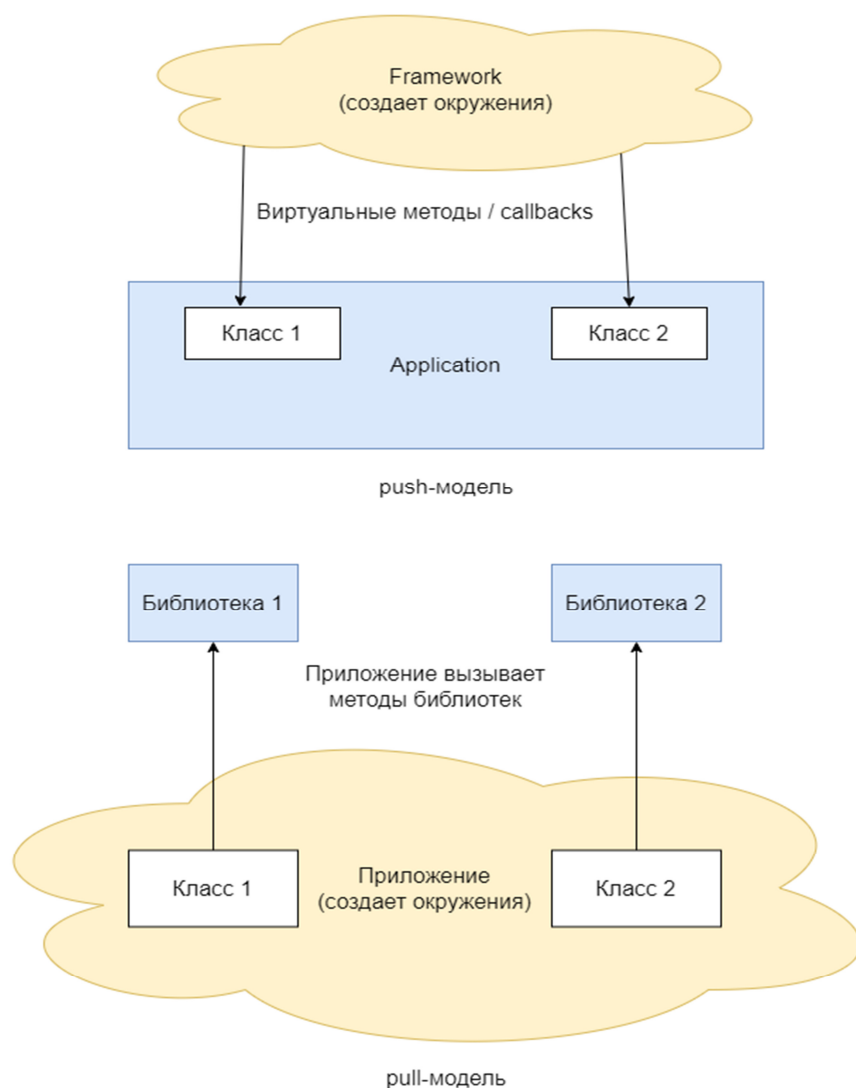 Framework
(создает окружения)
Виртуальные методы / callbacks
Класс 1
Класс 2
Application
push-модель
Библиотека 1
Библиотека 2
Приложение вызывает
методы библиотек
Класс 1
Приложение
(создает окружения)
Класс 2
pull-модель